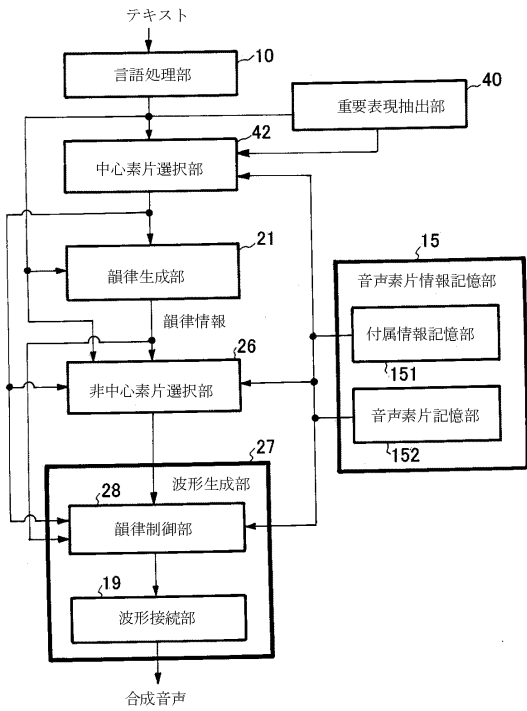 テキスト
10
言語処理部
40
重要表現抽出部
42
中心素片選択部
21
韻律生成部
15
音声素片情報記憶部
韻律情報
付属情報記憶部
151
26
非中心素片選択部
音声素片記憶部
152
27
波形生成部
28
韻律制御部
19
波形接続部
合成音声